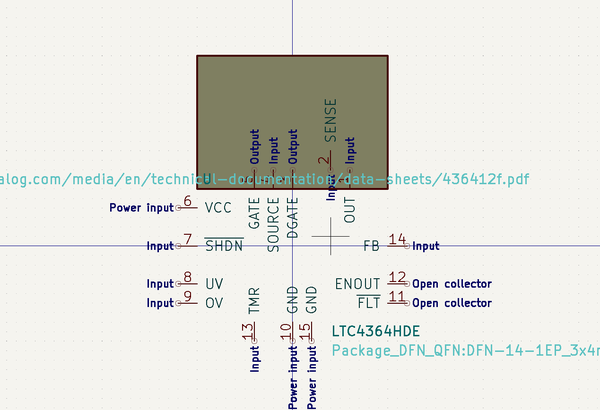 SENSE
2
Input
Output
Input
Output
Input
alog.com/media/en/technical-documentation/data-sheets/436412f.pdf
Power input 6 VCC
GATE
SOURCE
DGATE
OUT
Input 7 SHDN
FB 14 Input
Input 8 UV
ENOUT 12 Open collector
Input 9 OV
FLT 11 Open collector
TMR
GND
GND
13
10
15
Input
Power input
Power input
LTC4364HDE
Package_DFN_QFN:DFN-14-1EP_3x4m